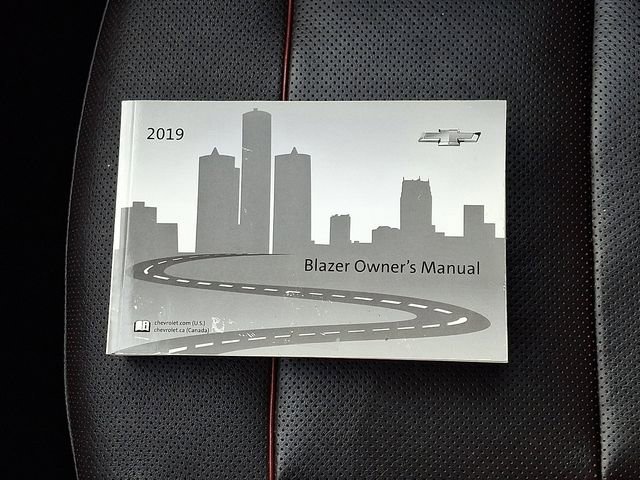 2019
Blazer Owner's Manual
chevrolet.com (U.S.)
chevrolet.ca (Canada)